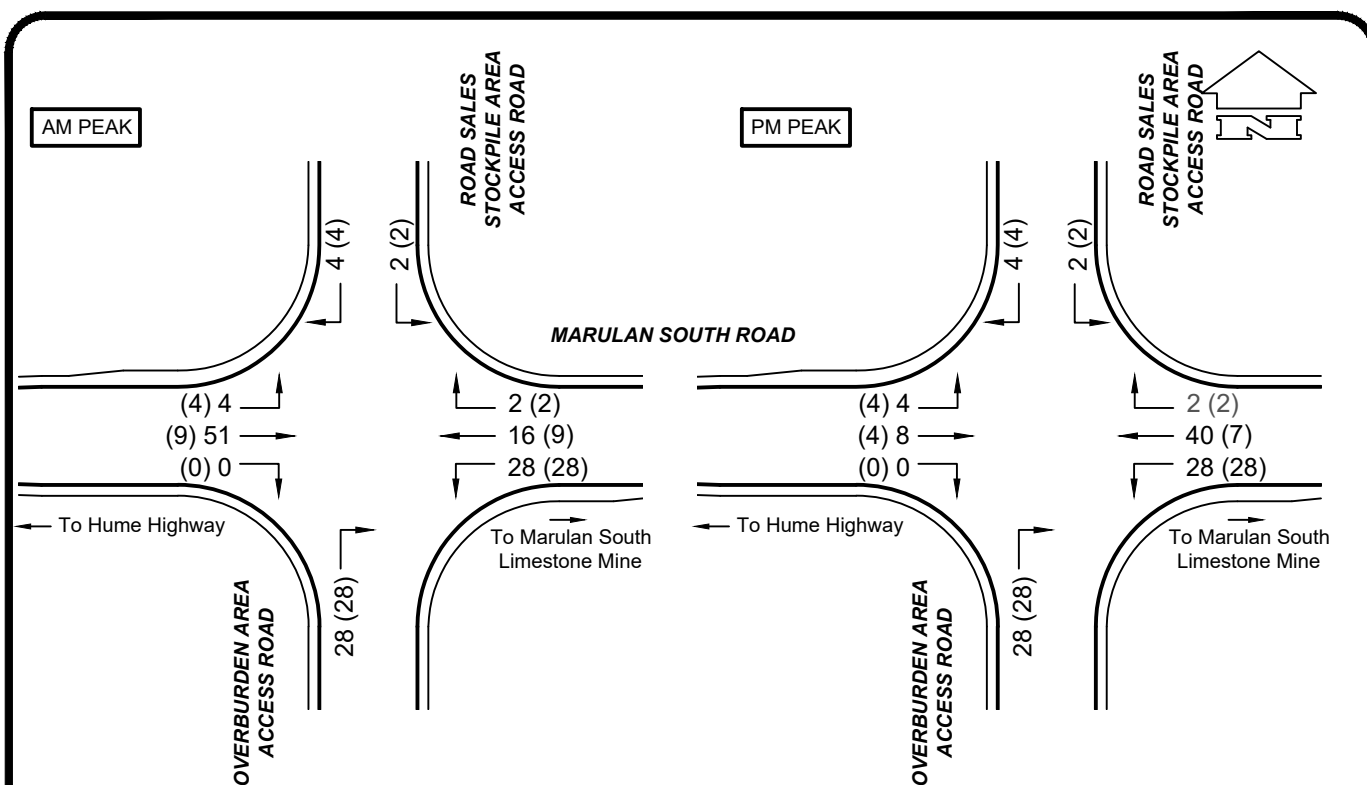 AM PEAK
ROAD SALES
STOCKPILE AREA
ACCESS ROAD
4 (4)
2 (2)
MARULAN SOUTH ROAD
(4) 4
(9) 51
(0) 0
2 (2)
16 (9)
28 (28)
To Hume Highway
To Marulan South
Limestone Mine
28 (28)
OVERBURDEN AREA
ACCESS ROAD
PM PEAK
ROAD SALES
STOCKPILE AREA
ACCESS ROAD
N
4 (4)
2 (2)
(4) 4
(4) 8
(0) 0
2 (2)
40 (7)
28 (28)
To Hume Highway
To Marulan South
Limestone Mine
28 (28)
OVERBURDEN AREA
ACCESS ROAD